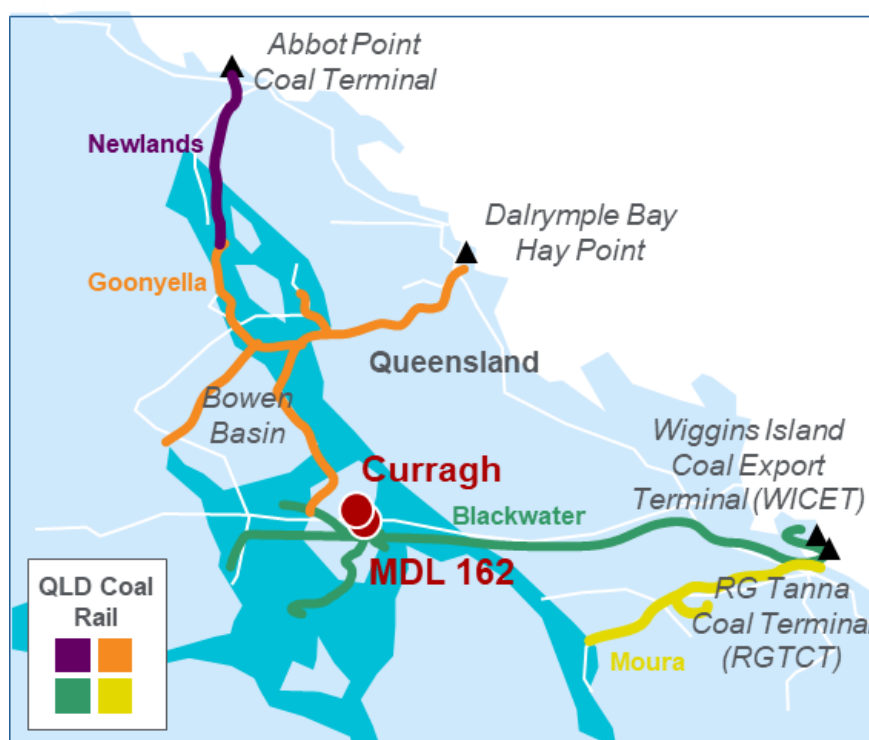 Abbot Point
Coal Terminal
Newlands
Dalrymple Bay
Hay Point
Goonyella
Queensland
Bowen
Basin
Wiggins Island
Coal Export
Terminal (WICET)
Curragh
Blackwater
MDL 162
QLD Coal
Rail
RG Tanna
Coal Terminal
(RGTCT)
Moura